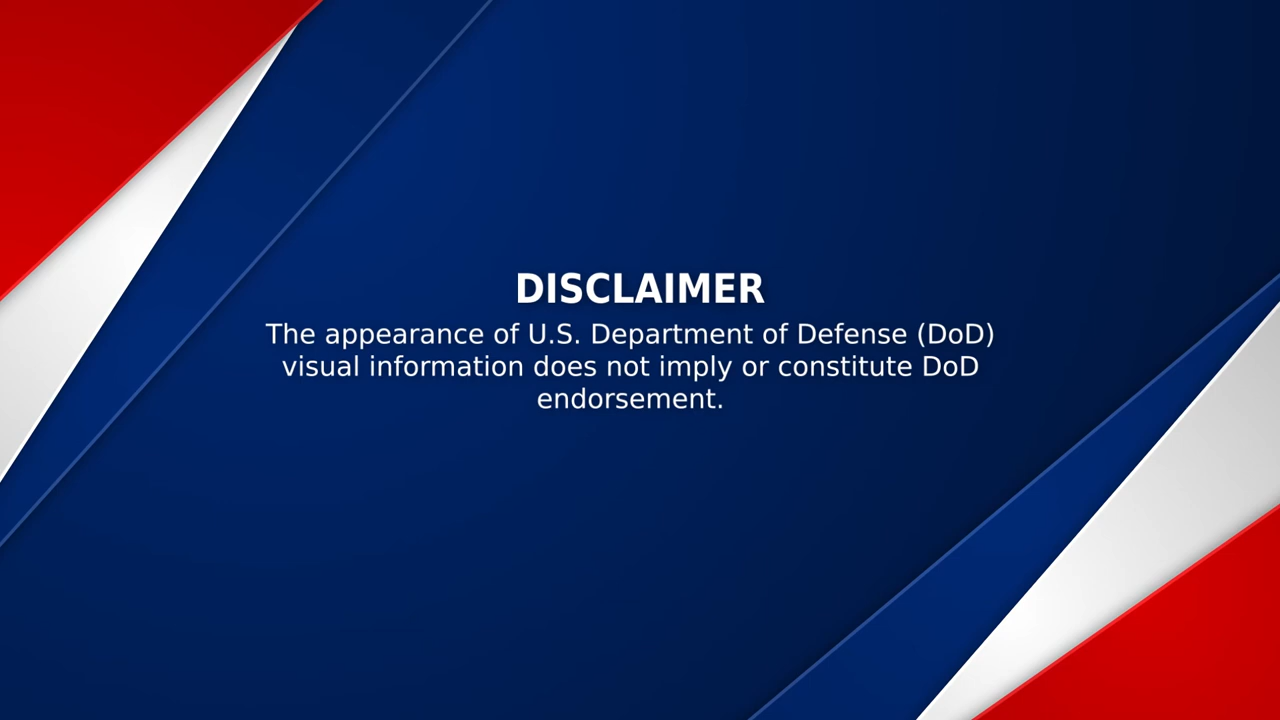 DISCLAIMER
The appearance of U.S. Department of Defense (DoD)
visual information does not imply or constitute DoD
endorsement.